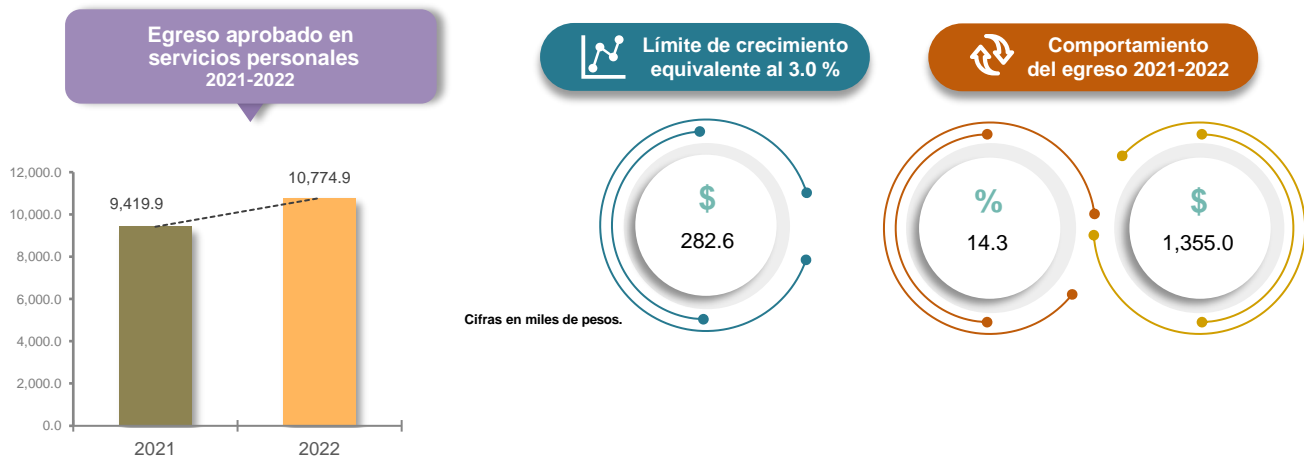 Egreso aprobado en
servicios personales
2021-2022
Límite de crecimiento
equivalente al 3.0 %
Comportamiento
del egreso 2021-2022
12,000.0
10,000.0
8,000.0
6,000.0
4,000.0
2,000.0
0.0
9,419.9
10,774.9
2021
2022
$
282.6
Cifras en miles de pesos.
%
14.3
$
1,355.0